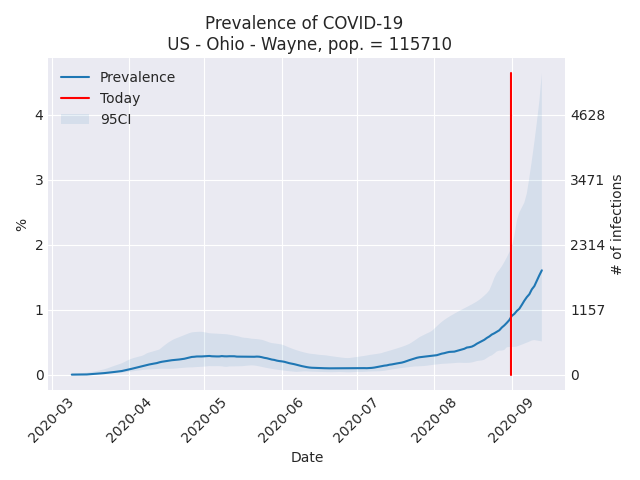 Prevalence of COVID-19
US - Ohio - Wayne, pop. = 115710
Prevalence
Today
95CI
%
4
3
2
1
0
4628
3471
2314
1157
0
# of infections
2020-03
2020-04
2020-05
2020-06
2020-07
2020-08
2020-09
Date